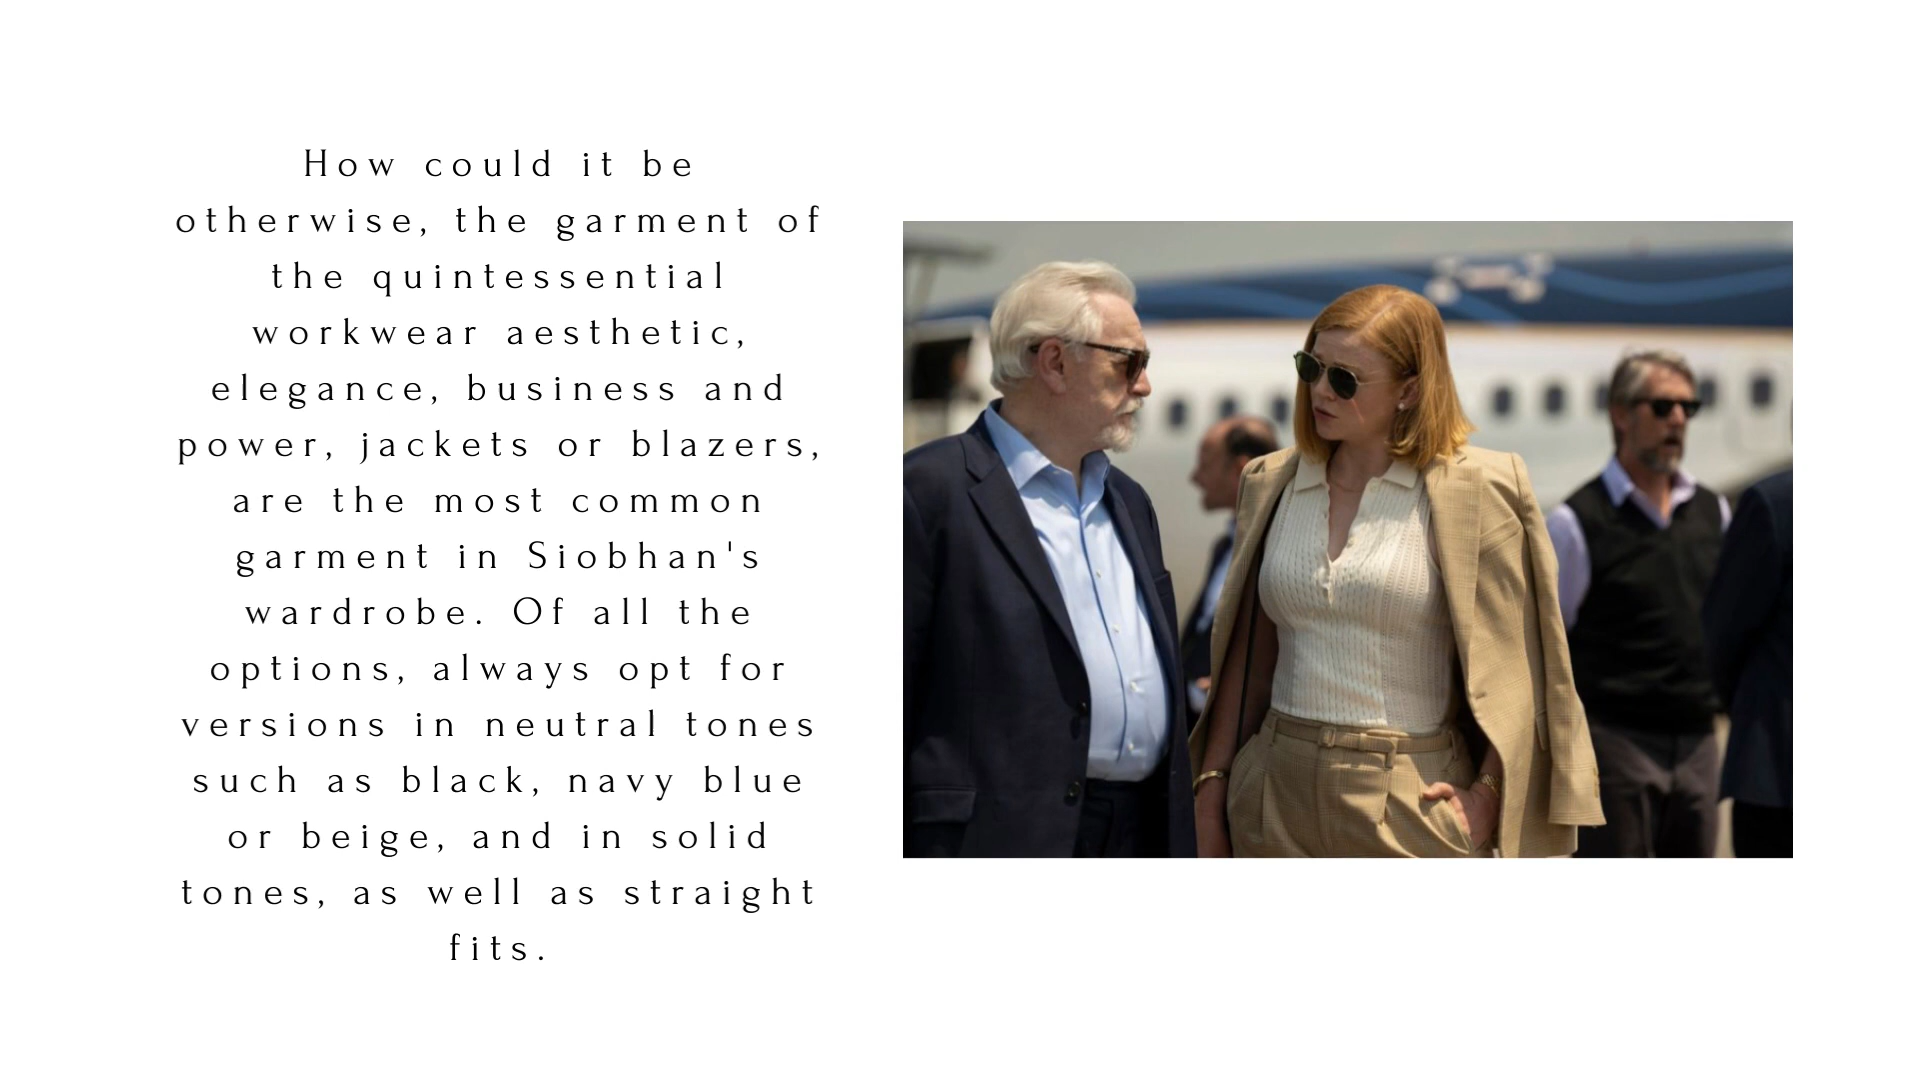 How could it be
otherwise, the garment of
the quintessential
workwear aesthetic,
elegance, business and
power, jackets or blazers,
are the most common
garment in Siobhan's
wardrobe. Of all the
options, always opt for
versions in neutral tones
such as black, navy blue
or beige, and in solid
tones, as well as straight
fits.